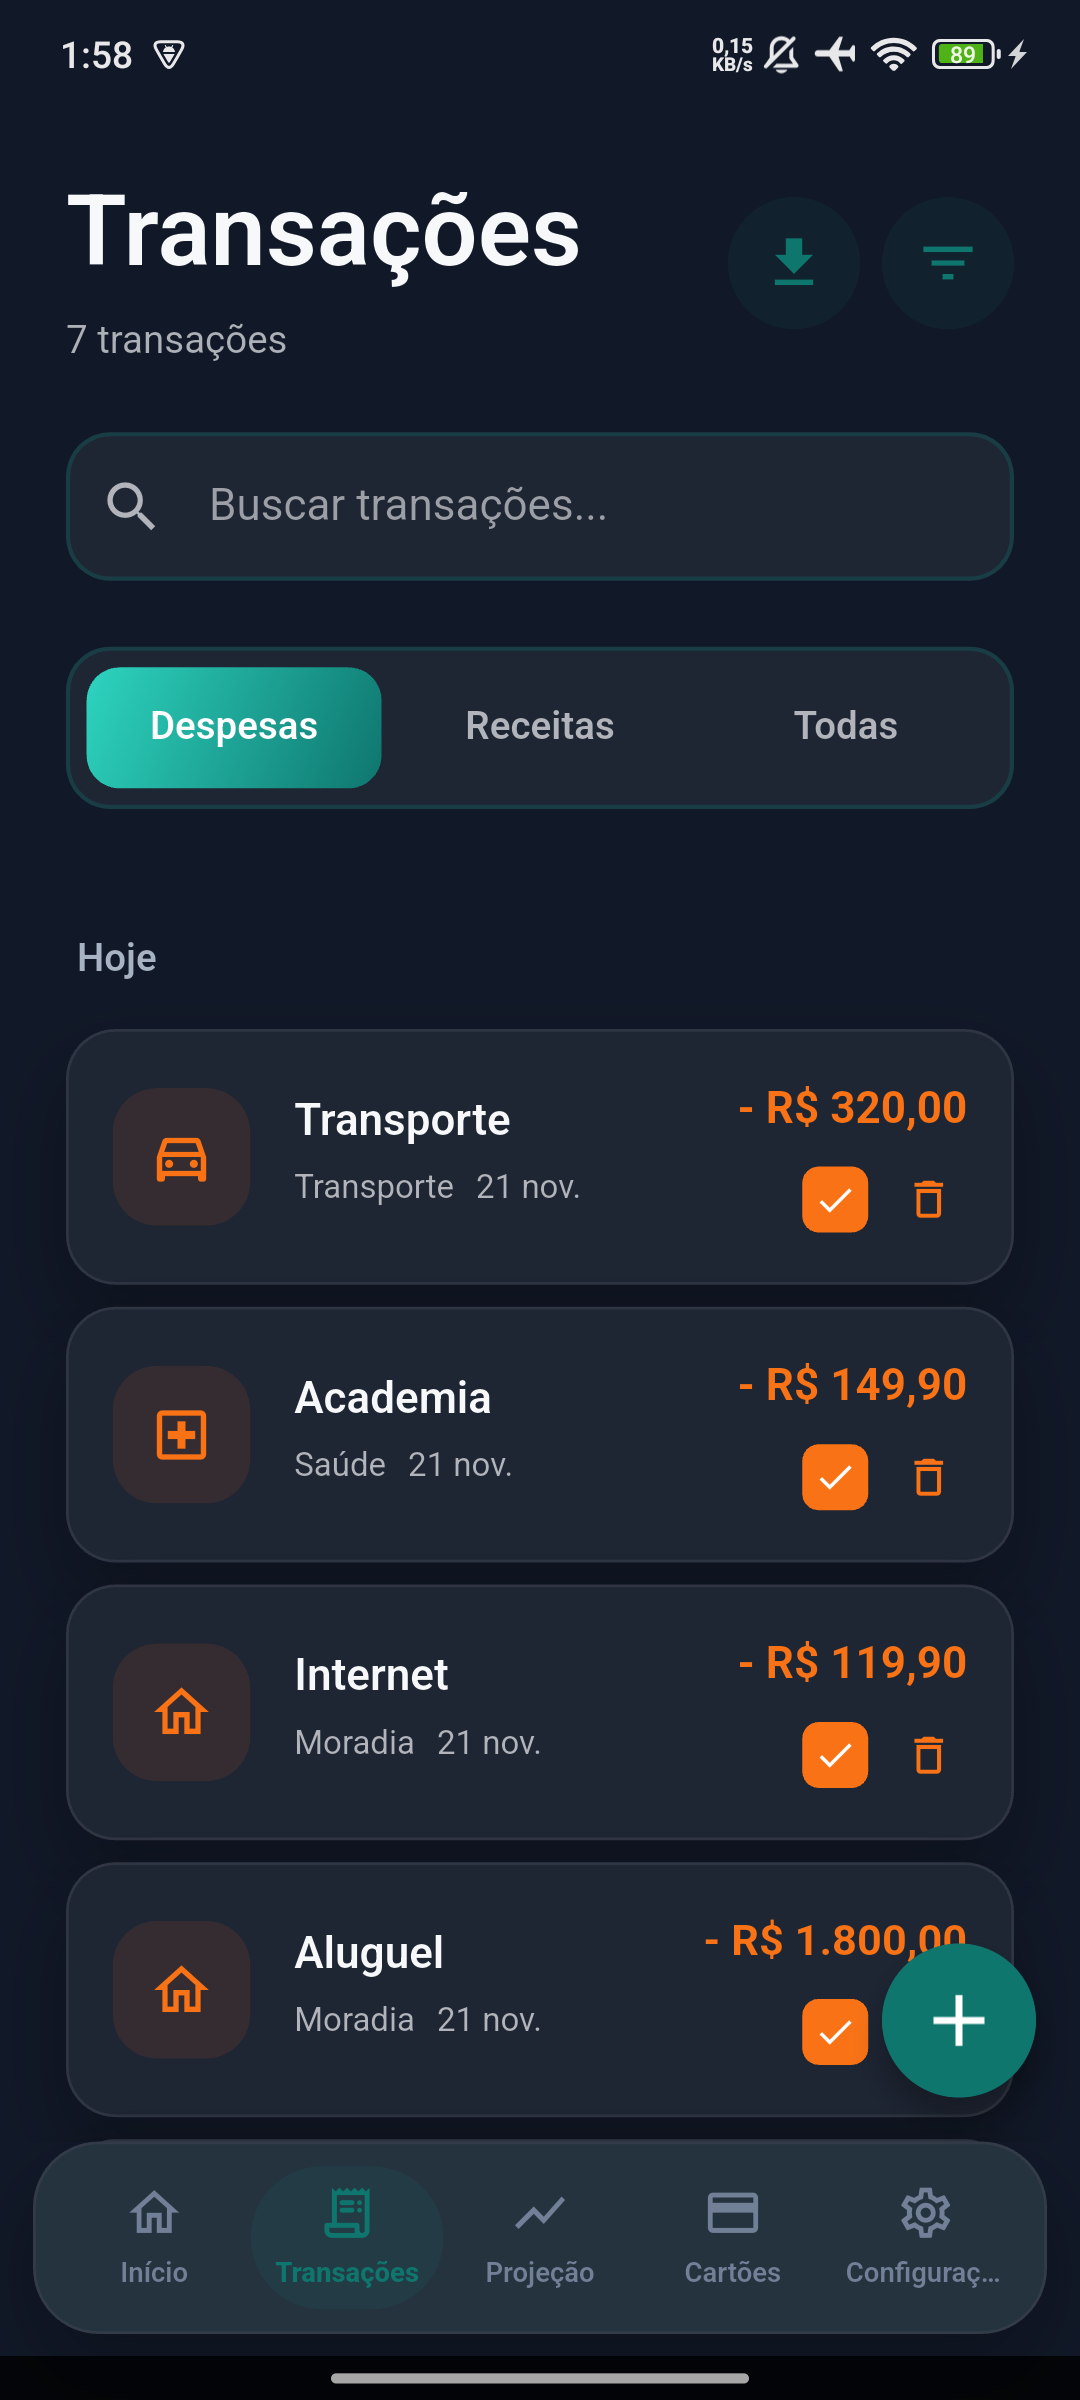 1:58
0,15
KB/s
89
Transações
7 transações
Buscar transações...
Despesas Receitas Todas
Hoje
Transporte
- R$ 320,00
Transporte 21 nov.
Academia
- R$ 149,90
Saúde 21 nov.
Internet
- R$ 119,90
Moradia 21 nov.
Aluguel
- R$ 1.800,00
Moradia 21 nov.
Início Transações Projeção Cartões Configuraç...